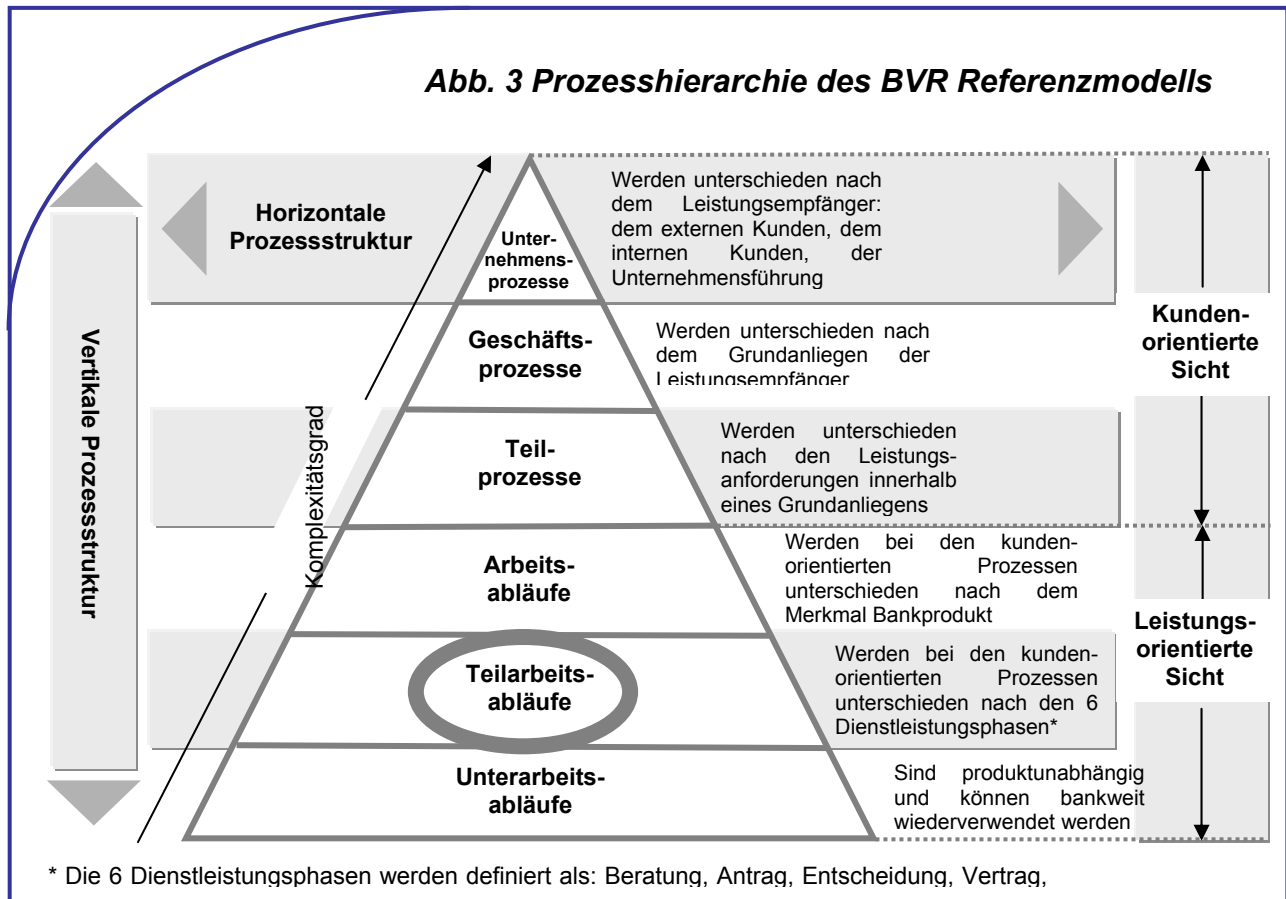 Abb. 3 Prozesshierarchie des BVR Referenzmodells
Horizontale
Prozessstruktur
Vertikale Prozessstruktur
Komplexitätsgrad
Unter-
nehmens-
prozesse
Werden unterschieden nach
dem Leistungsempfänger:
dem externen Kunden, dem
internen Kunden, der
Unternehmensführung
Geschäfts-
prozesse
Werden unterschieden nach
dem Grundanliegen der
Leistungsempfänger
Kunden-
orientierte
Sicht
Teil-
prozesse
Werden unterschieden
nach den Leistungs-
anforderungen innerhalb
eines Grundanliegens
Arbeits-
abläufe
Werden bei den kunden-
orientierten Prozessen
unterschieden nach dem
Merkmal Bankprodukt
Leistungs-
orientierte
Sicht
Teilarbeits-
abläufe
Werden bei den kunden-
orientierten Prozessen
unterschieden nach den 6
Dienstleistungsphasen*
Unterarbeits-
abläufe
Sind produktunabhängig
und können bankweit
wiederverwendet werden
* Die 6 Dienstleistungsphasen werden definiert als: Beratung, Antrag, Entscheidung, Vertrag,